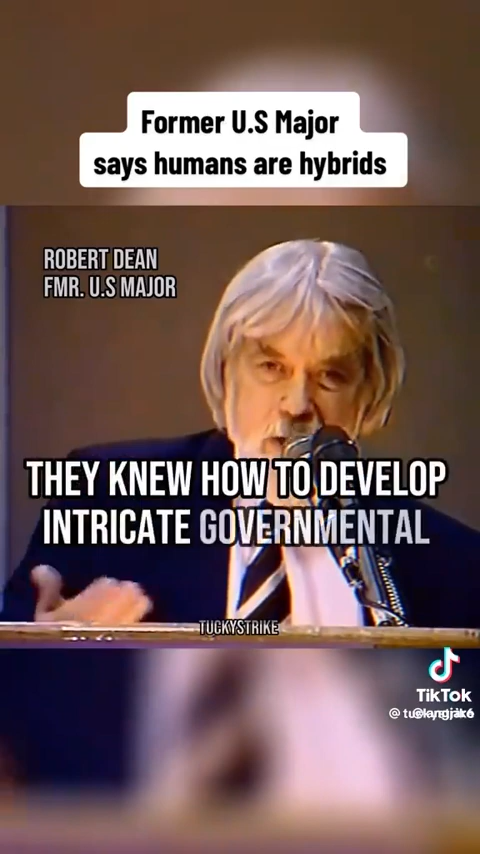 Former U.S Major
says humans are hybrids
ROBERT DEAN
FMR. U.S MAJOR
THEY KNEW HOW TO DEVELOP
INTRICATE GOVERNMENTAL
TUCKYSTRIKE
TikTok